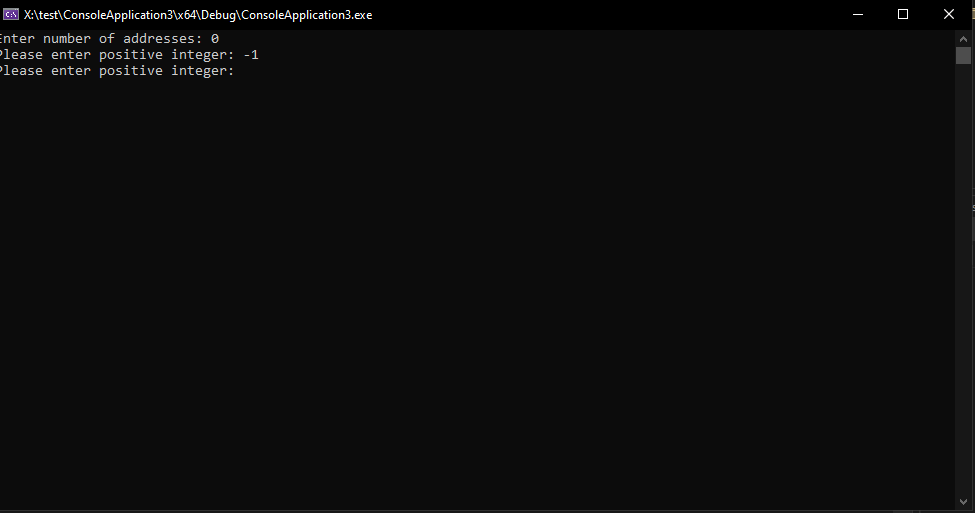 X:\test\ConsoleApplication3\x64\Debug\ConsoleApplication3.exe
Enter number of addresses: 0
Please enter positive integer: -1
Please enter positive integer: